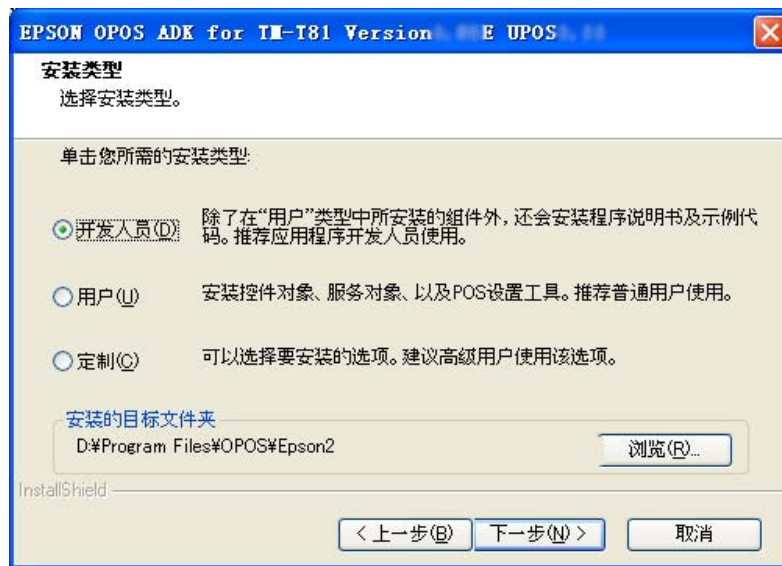 EPSON OPOS ADK for TM-T81 Version E UPOS
安装类型
选择安装类型。
单击您所需的安装类型:
开发人员(D)
除了在“用户”类型中所安装的组件外，还会安装程序说明书及示例代
码。推荐应用程序开发人员使用。
用户(U)
安装控件对象、服务对象、以及POS设置工具。推荐普通用户使用。
定制(C)
可以选择要安装的选项。建议高级用户使用该选项。
安装的目标文件夹
D:¥Program Files¥OPOS¥Epson2
浏览(R)...
InstallShield
< 上一步(B)
下一步(N) >
取消